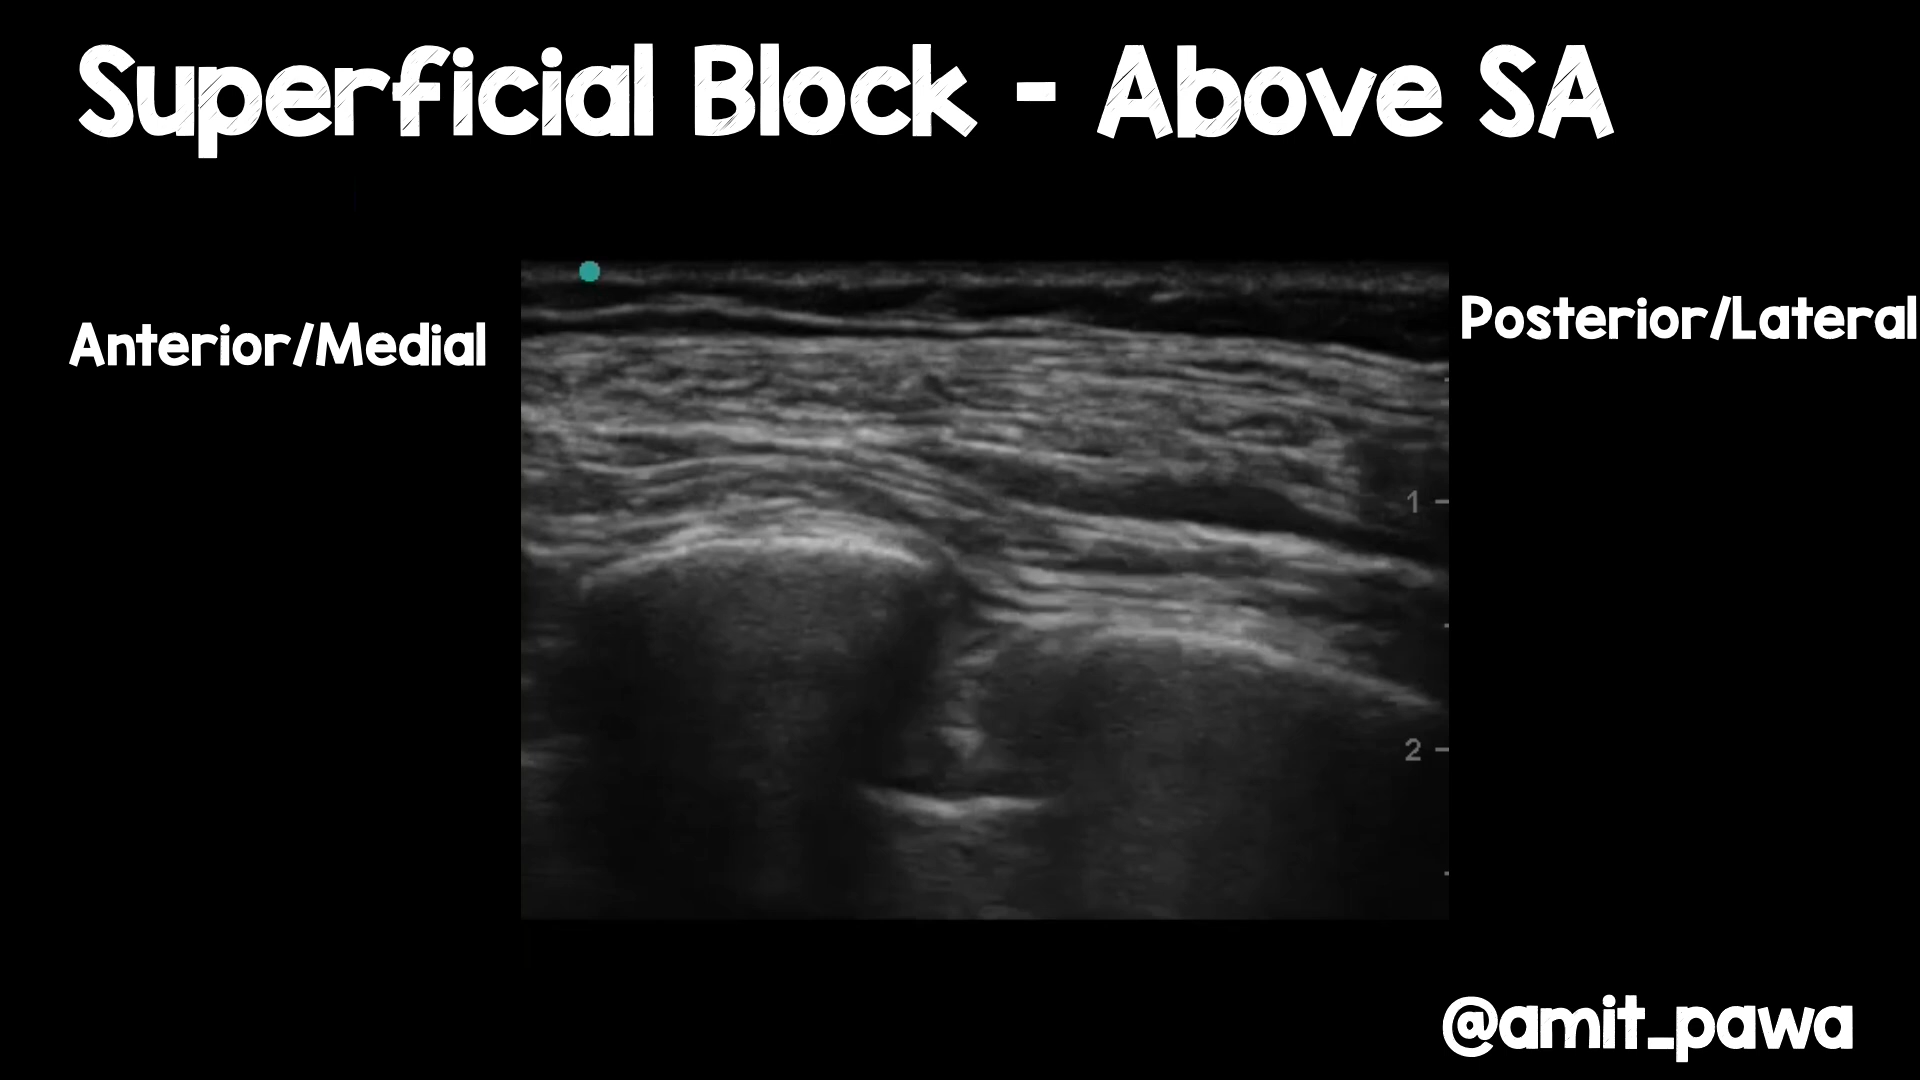 Superficial Block - Above SA
Anterior/Medial
Posterior/Lateral
1
2
@amit_pawa